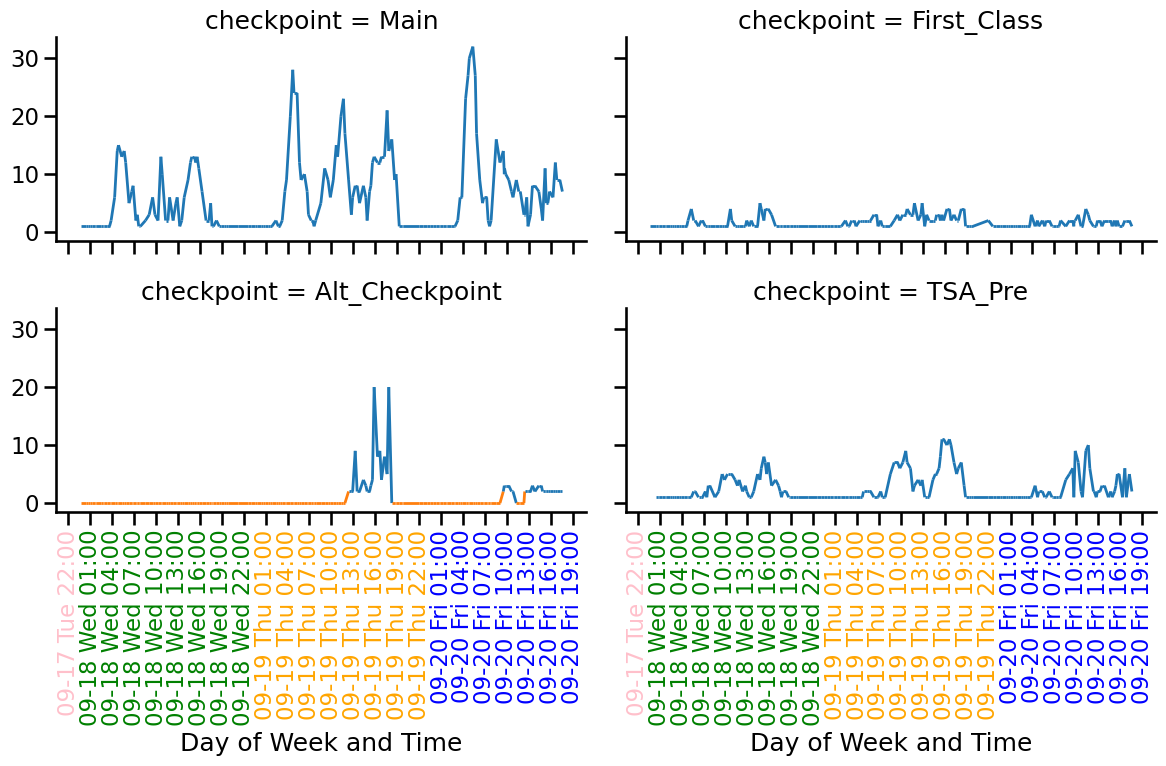 checkpoint = Main
checkpoint = First_Class
30
20
10
0
checkpoint = Alt_Checkpoint
checkpoint = TSA_Pre
30
20
10
0
09-17 Tue 22:00
09-18 Wed 01:00
09-18 Wed 04:00
09-18 Wed 07:00
09-18 Wed 10:00
09-18 Wed 13:00
09-18 Wed 16:00
09-18 Wed 19:00
09-18 Wed 22:00
09-19 Thu 01:00
09-19 Thu 04:00
09-19 Thu 07:00
09-19 Thu 10:00
09-19 Thu 13:00
09-19 Thu 16:00
09-19 Thu 19:00
09-19 Thu 22:00
09-20 Fri 01:00
09-20 Fri 04:00
09-20 Fri 07:00
09-20 Fri 10:00
09-20 Fri 13:00
09-20 Fri 16:00
09-20 Fri 19:00
09-17 Tue 22:00
09-18 Wed 01:00
09-18 Wed 04:00
09-18 Wed 07:00
09-18 Wed 10:00
09-18 Wed 13:00
09-18 Wed 16:00
09-18 Wed 19:00
09-18 Wed 22:00
09-19 Thu 01:00
09-19 Thu 04:00
09-19 Thu 07:00
09-19 Thu 10:00
09-19 Thu 13:00
09-19 Thu 16:00
09-19 Thu 19:00
09-19 Thu 22:00
09-20 Fri 01:00
09-20 Fri 04:00
09-20 Fri 07:00
09-20 Fri 10:00
09-20 Fri 13:00
09-20 Fri 16:00
09-20 Fri 19:00
Day of Week and Time
Day of Week and Time